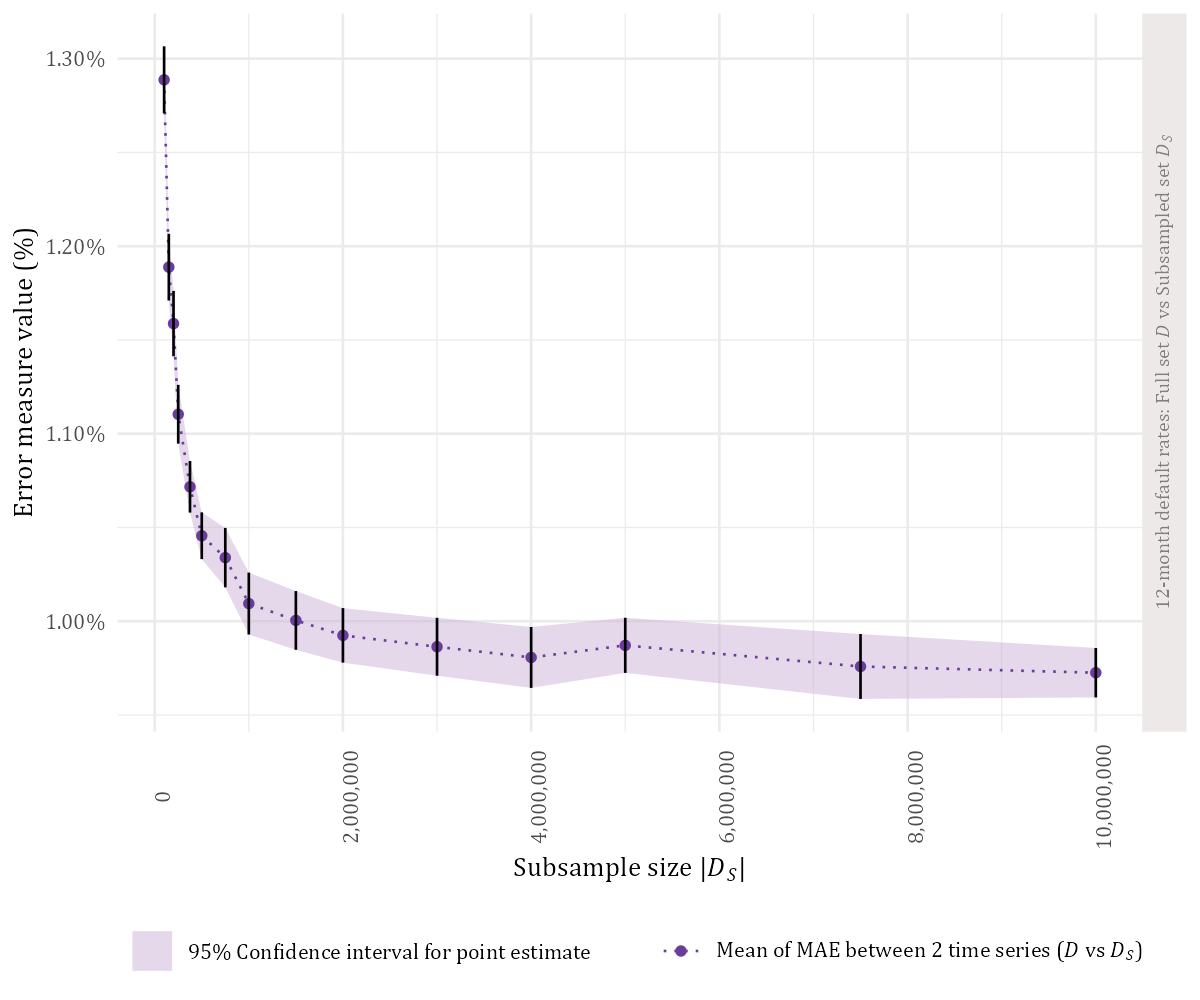 1.30%
1.20%
1.10%
1.00%
Error measure value (%)
0
2,000,000
4,000,000
6,000,000
8,000,000
10,000,000
Subsample size |D_S|
12-month default rates: Full set D vs Subsampled set D_S
95% Confidence interval for point estimate
Mean of MAE between 2 time series (D vs D_S)